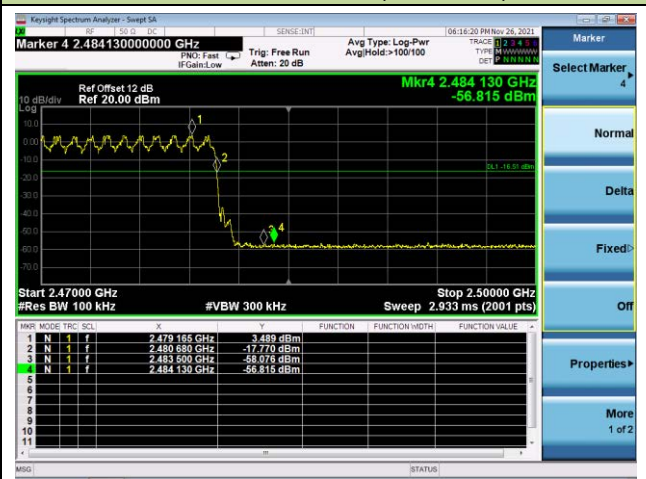 Keysight Spectrum Analyzer - Swept SA
RF 50 Ω DC SENSE:INT 06:16:20 PM Nov 26, 2021
Marker 4 2.484130000000 GHz
PNO: Fast
IFGain:Low
Trig: Free Run
Atten: 20 dB
Avg Type: Log-Pwr
Avg|Hold:>100/100
TRACE 1 2 3 4 5 6
TYPE M WWWWW
DET P N N N N N
Ref Offset 12 dB
10 dB/div Ref 20.00 dBm
Log
Mkr4 2.484 130 GHz
-56.815 dBm
10.0
0.00
-10.0
-20.0
-30.0
-40.0
-50.0
-60.0
-70.0
1
2
3
4
DL1 -16.51 dBm
Start 2.47000 GHz Stop 2.50000 GHz
#Res BW 100 kHz #VBW 300 kHz Sweep 2.933 ms (2001 pts)
MKR MODE TRC SCL X Y FUNCTION FUNCTION WIDTH FUNCTION VALUE
1 N 1 f 2.479 165 GHz 3.489 dBm
2 N 1 f 2.480 680 GHz -17.770 dBm
3 N 1 f 2.483 500 GHz -58.076 dBm
4 N 1 f 2.484 130 GHz -56.815 dBm
5
6
7
8
9
10
11
MSG STATUS
Marker
Select Marker
4
Normal
Delta
Fixed
Off
Properties
More
1 of 2